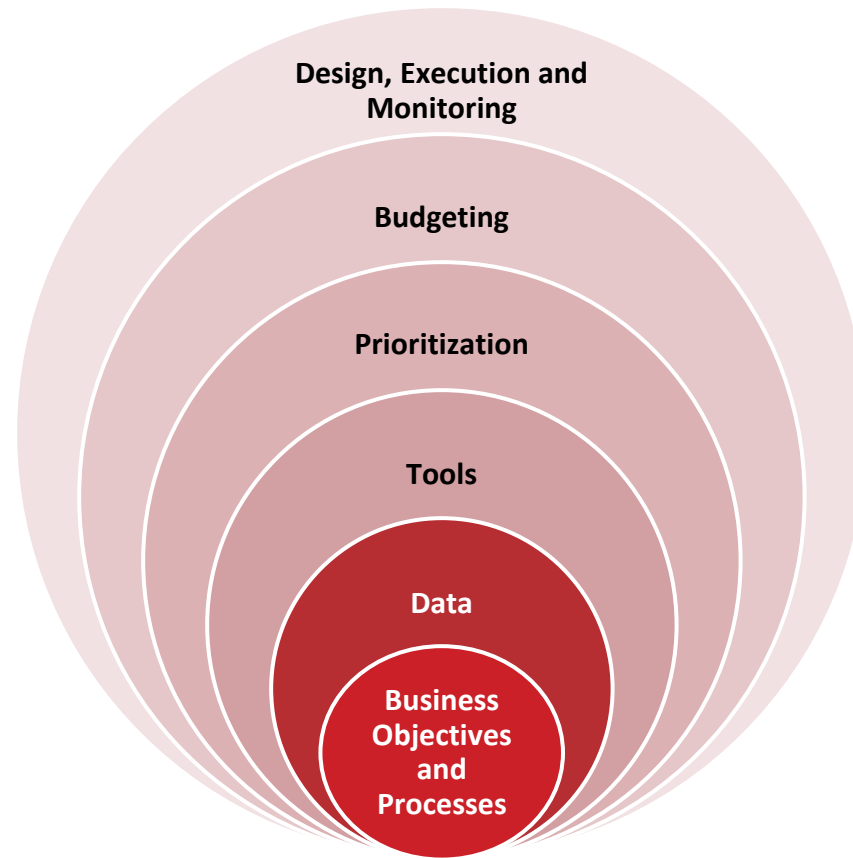 Design, Execution and
Monitoring
Budgeting
Prioritization
Tools
Data
Business
Objectives
and
Processes